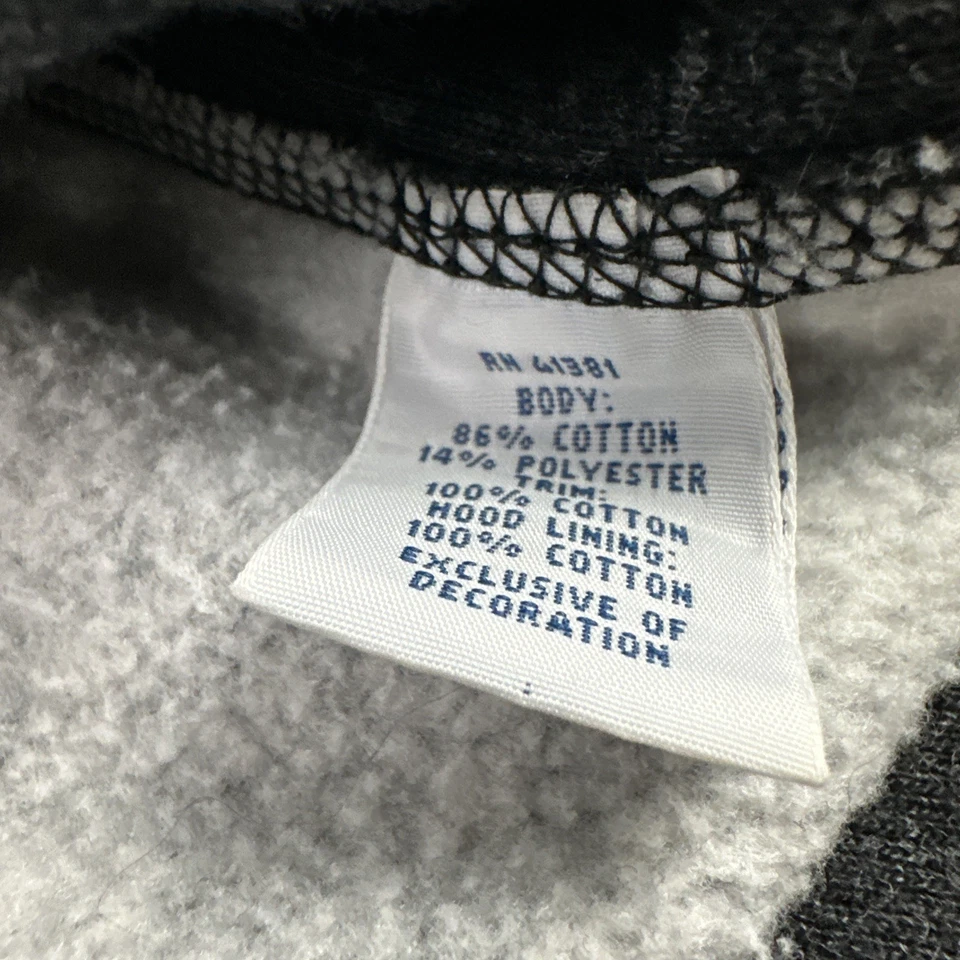 RN 41381
BODY:
86% COTTON
14% POLYESTER
TRIM:
100% COTTON
HOOD LINING:
100% COTTON
EXCLUSIVE OF
DECORATION